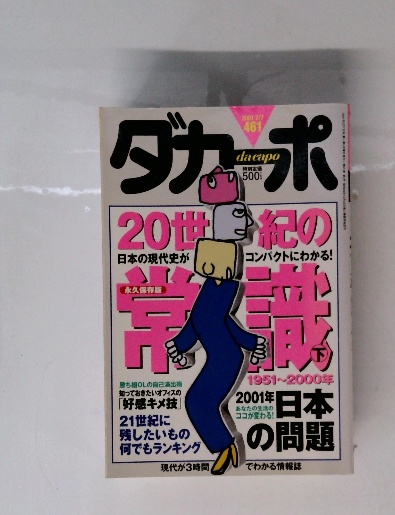 2001 2/7
461
ダカーポ
da capo
特別定価
500円
20世紀の
日本の現代史が コンパクトにわかる!
永久保存版
常識 下
1951~2000年
勝ち組OLの自己演出術
知っておきたいオフィスの
「好感キメ技」
21世紀に
残したいもの
何でもランキング
2001年
あなたの生活の
ココが変わる!
日本
の問題
現代が3時間 でわかる情報誌